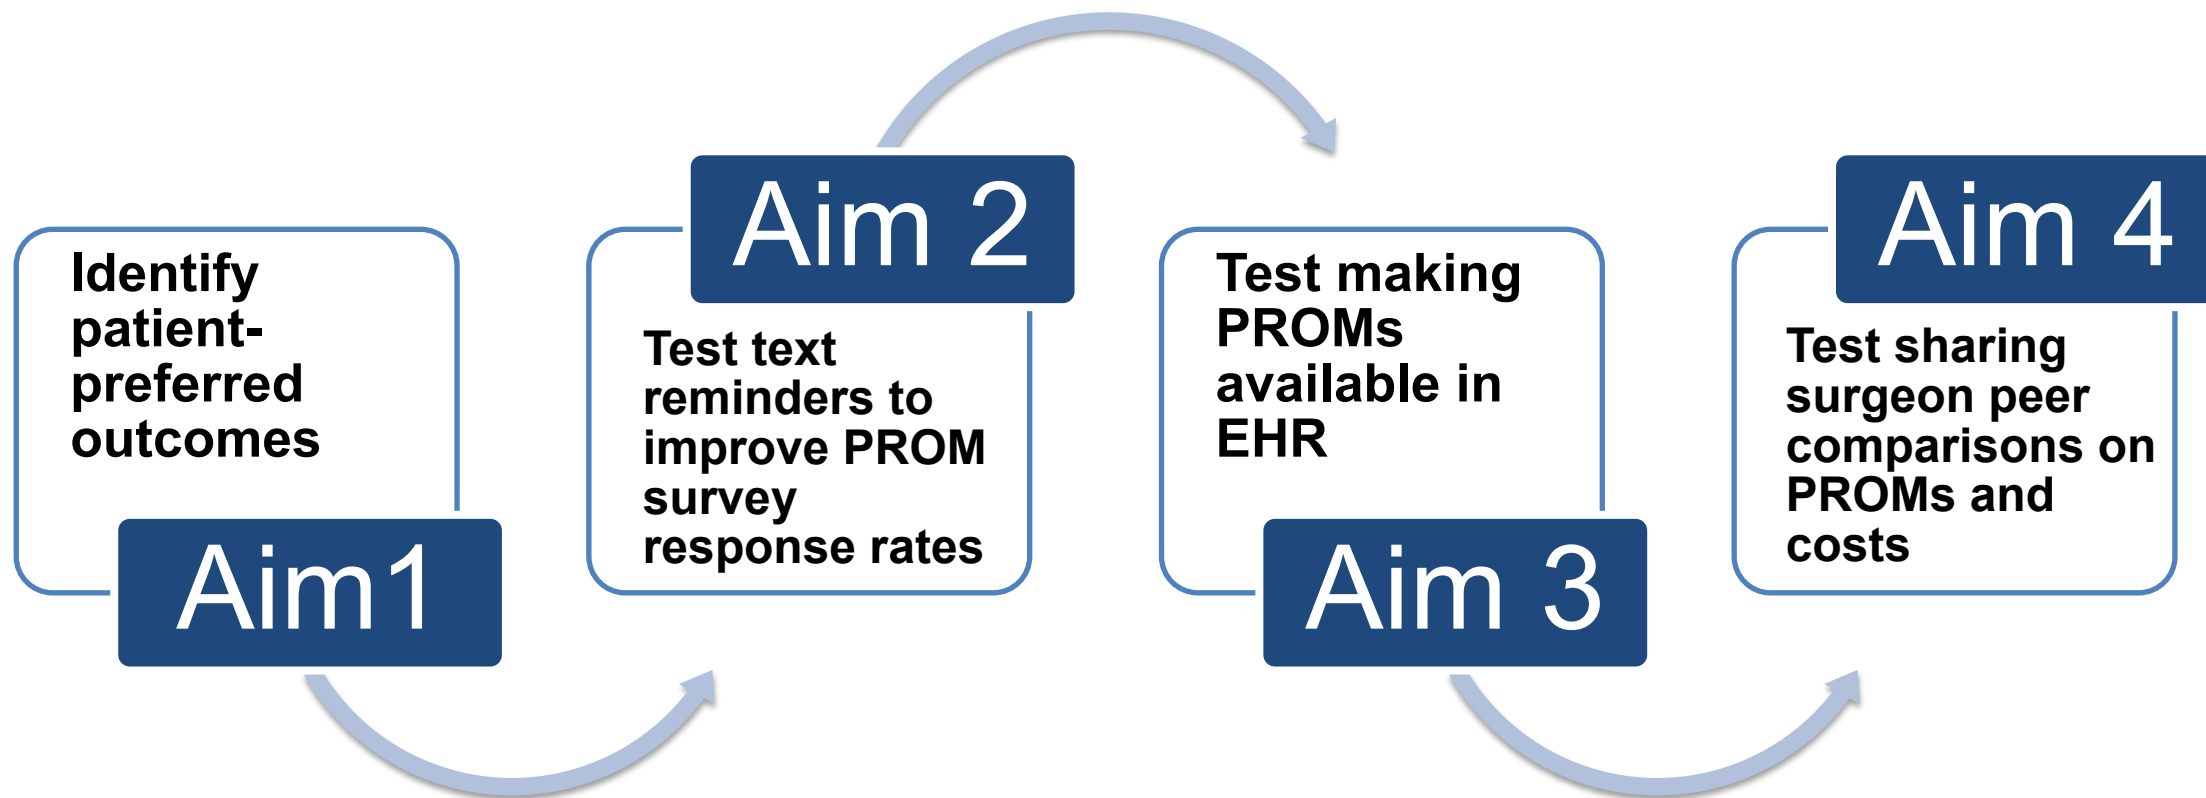 Identify
patient-
preferred
outcomes
Aim1
Aim 2
Test text
reminders to
improve PROM
survey
response rates
Test making
PROMs
available in
EHR
Aim 3
Aim 4
Test sharing
surgeon peer
comparisons on
PROMs and
costs